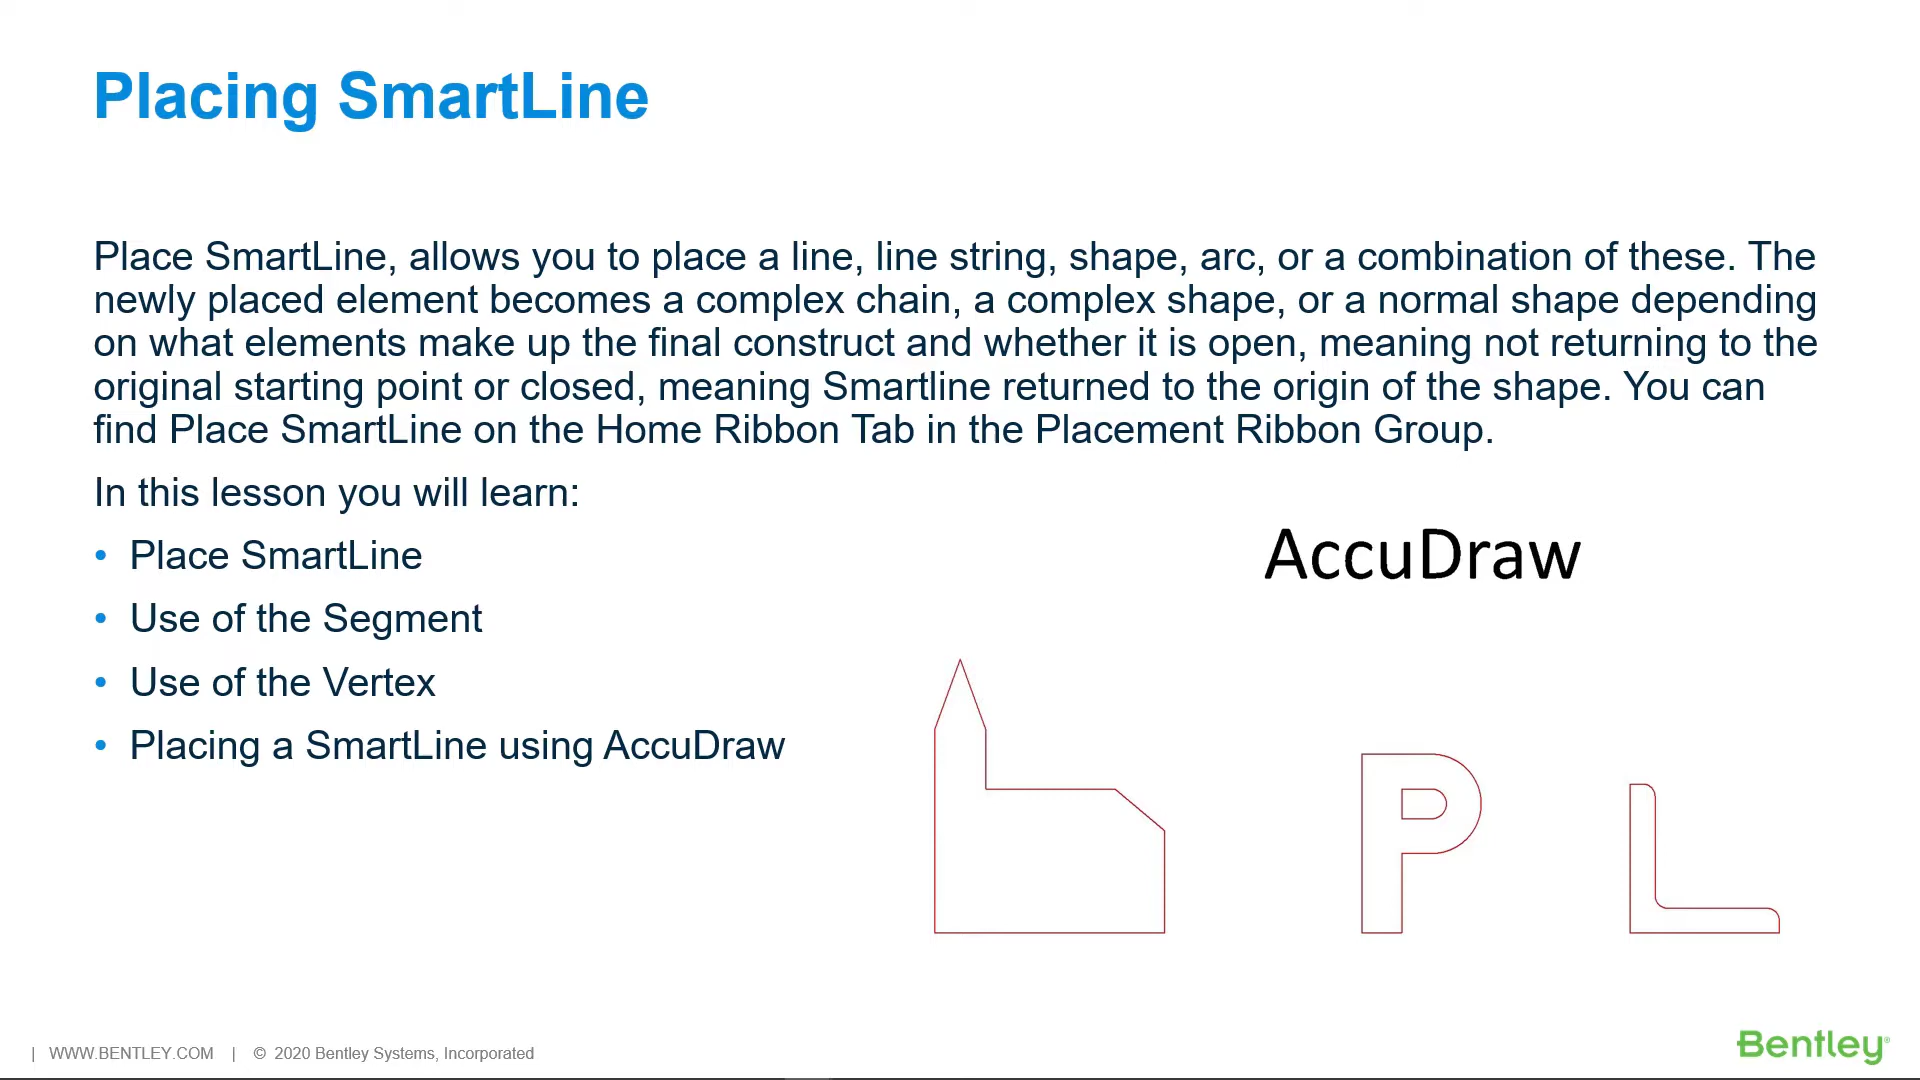 Placing SmartLine
Place SmartLine, allows you to place a line, line string, shape, arc, or a combination of these. The
newly placed element becomes a complex chain, a complex shape, or a normal shape depending
on what elements make up the final construct and whether it is open, meaning not returning to the
original starting point or closed, meaning Smartline returned to the origin of the shape. You can
find Place SmartLine on the Home Ribbon Tab in the Placement Ribbon Group.
In this lesson you will learn:
• Place SmartLine
• Use of the Segment
• Use of the Vertex
• Placing a SmartLine using AccuDraw
AccuDraw
| WWW.BENTLEY.COM | © 2020 Bentley Systems, Incorporated
Bentley®